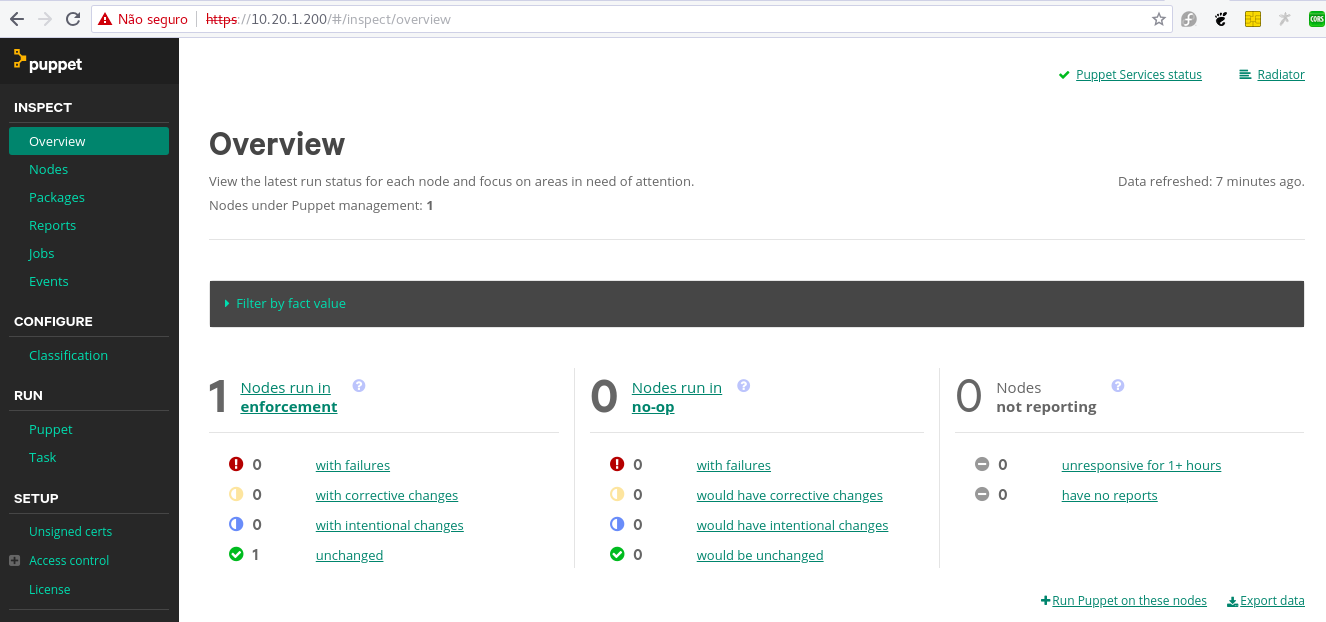 Não seguro https://10.20.1.200/#/inspect/overview
CORS
puppet
INSPECT
Overview
Nodes
Packages
Reports
Jobs
Events
CONFIGURE
Classification
RUN
Puppet
Task
SETUP
Unsigned certs
Access control
License
Puppet Services status Radiator
Overview
View the latest run status for each node and focus on areas in need of attention. Data refreshed: 7 minutes ago.
Nodes under Puppet management: 1
Filter by fact value
1 Nodes run in enforcement ?
0 with failures
0 with corrective changes
0 with intentional changes
1 unchanged
0 Nodes run in no-op ?
0 with failures
0 would have corrective changes
0 would have intentional changes
0 would be unchanged
0 Nodes not reporting ?
0 unresponsive for 1+ hours
0 have no reports
Run Puppet on these nodes Export data